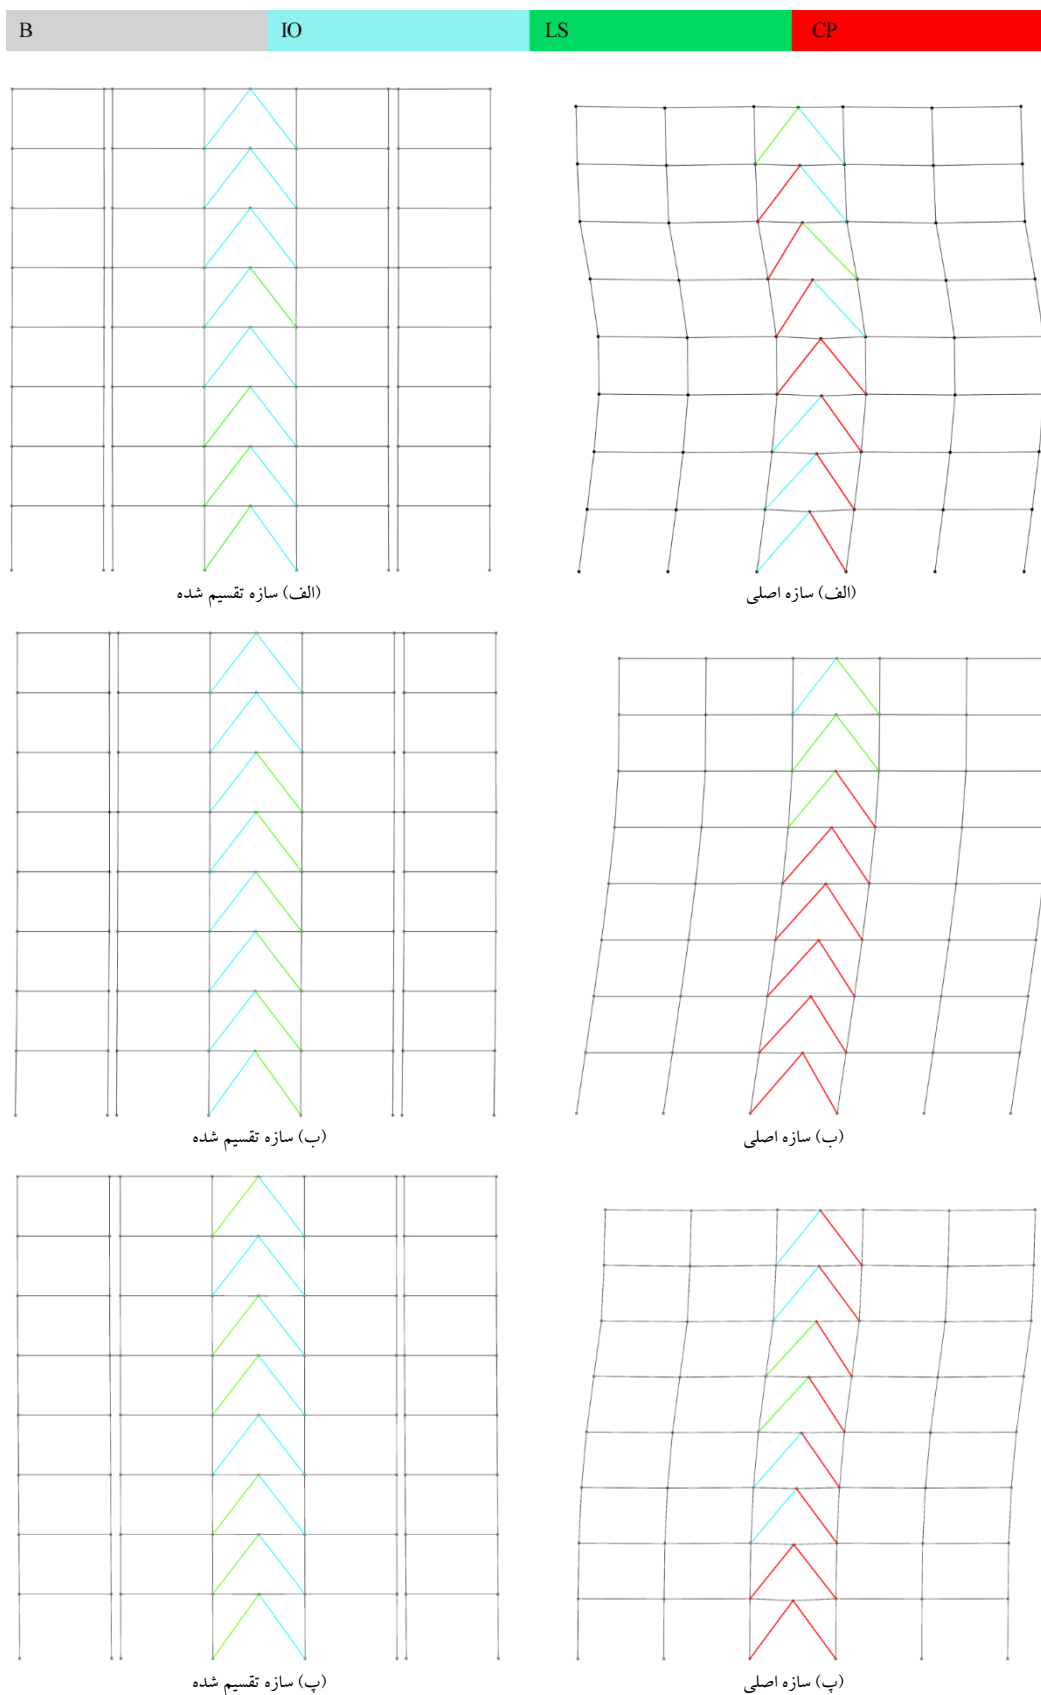 B IO LS CP
(الف) سازه تقسیم شده
(الف) سازه اصلی
(ب) سازه تقسیم شده
(ب) سازه اصلی
(پ) سازه تقسیم شده
(پ) سازه اصلی